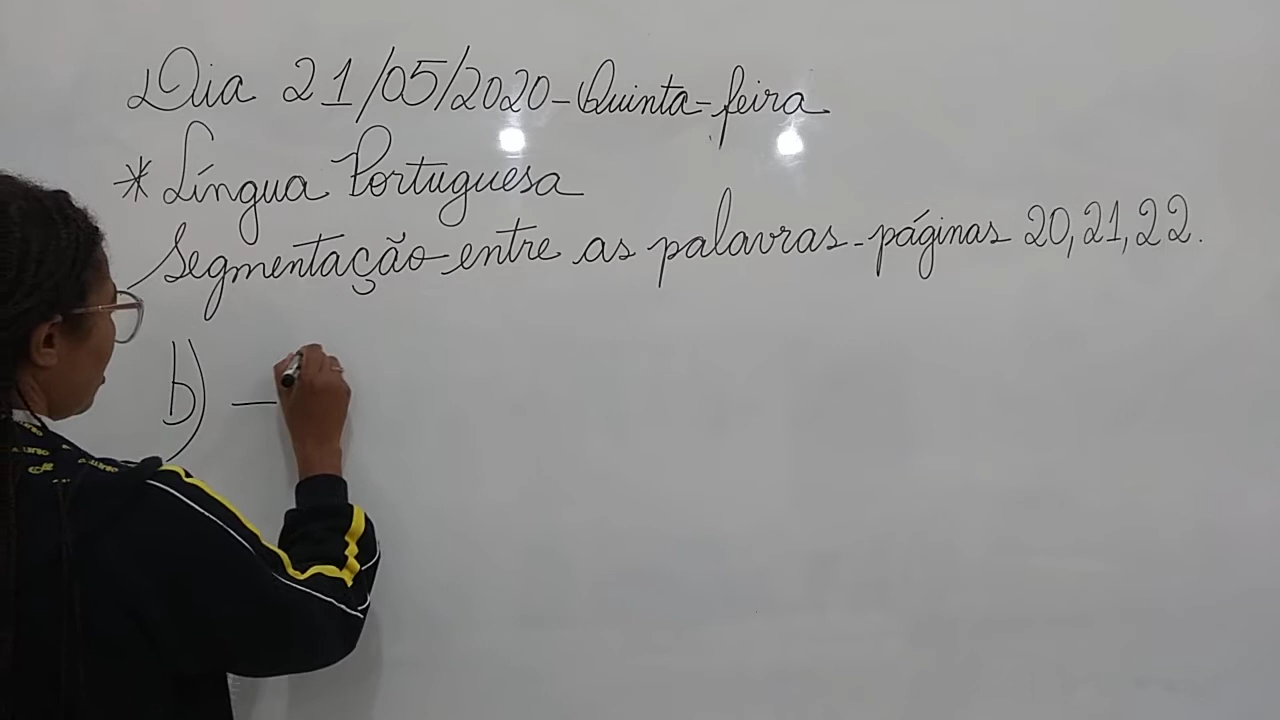 Dia 21/05/2020 - Quinta-feira
* Língua Portuguesa
Segmentação entre as palavras - páginas 20, 21, 22.
b) —